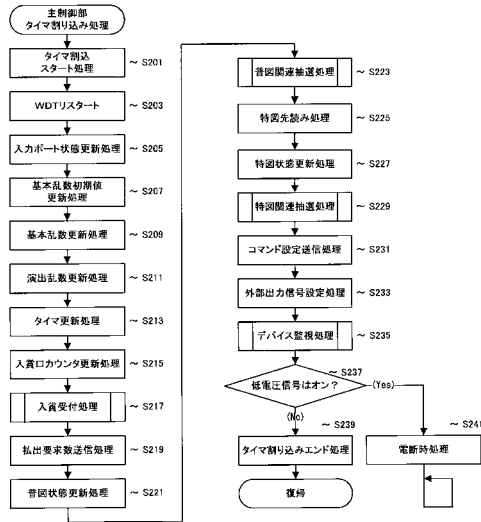 主制御部
タイマ割り込み処理
タイマ割込
スタート処理
～ S201
WDTリスタート
～ S203
入力ポート状態更新処理
～ S205
基本乱数初期値
更新処理
～ S207
基本乱数更新処理
～ S209
演出乱数更新処理
～ S211
タイマ更新処理
～ S213
入賞口カウンタ更新処理
～ S215
入賞受付処理
～ S217
払出要求数送信処理
～ S219
普図状態更新処理
～ S221
普図関連抽選処理
～ S223
特図先読み処理
～ S225
特図状態更新処理
～ S227
特図関連抽選処理
～ S229
コマンド設定送信処理
～ S231
外部出力信号設定処理
～ S233
デバイス監視処理
～ S235
～ S237
低電圧信号はオン？
(Yes)
(No)
～ S239
タイマ割り込みエンド処理
～ S241
電断時処理
復帰